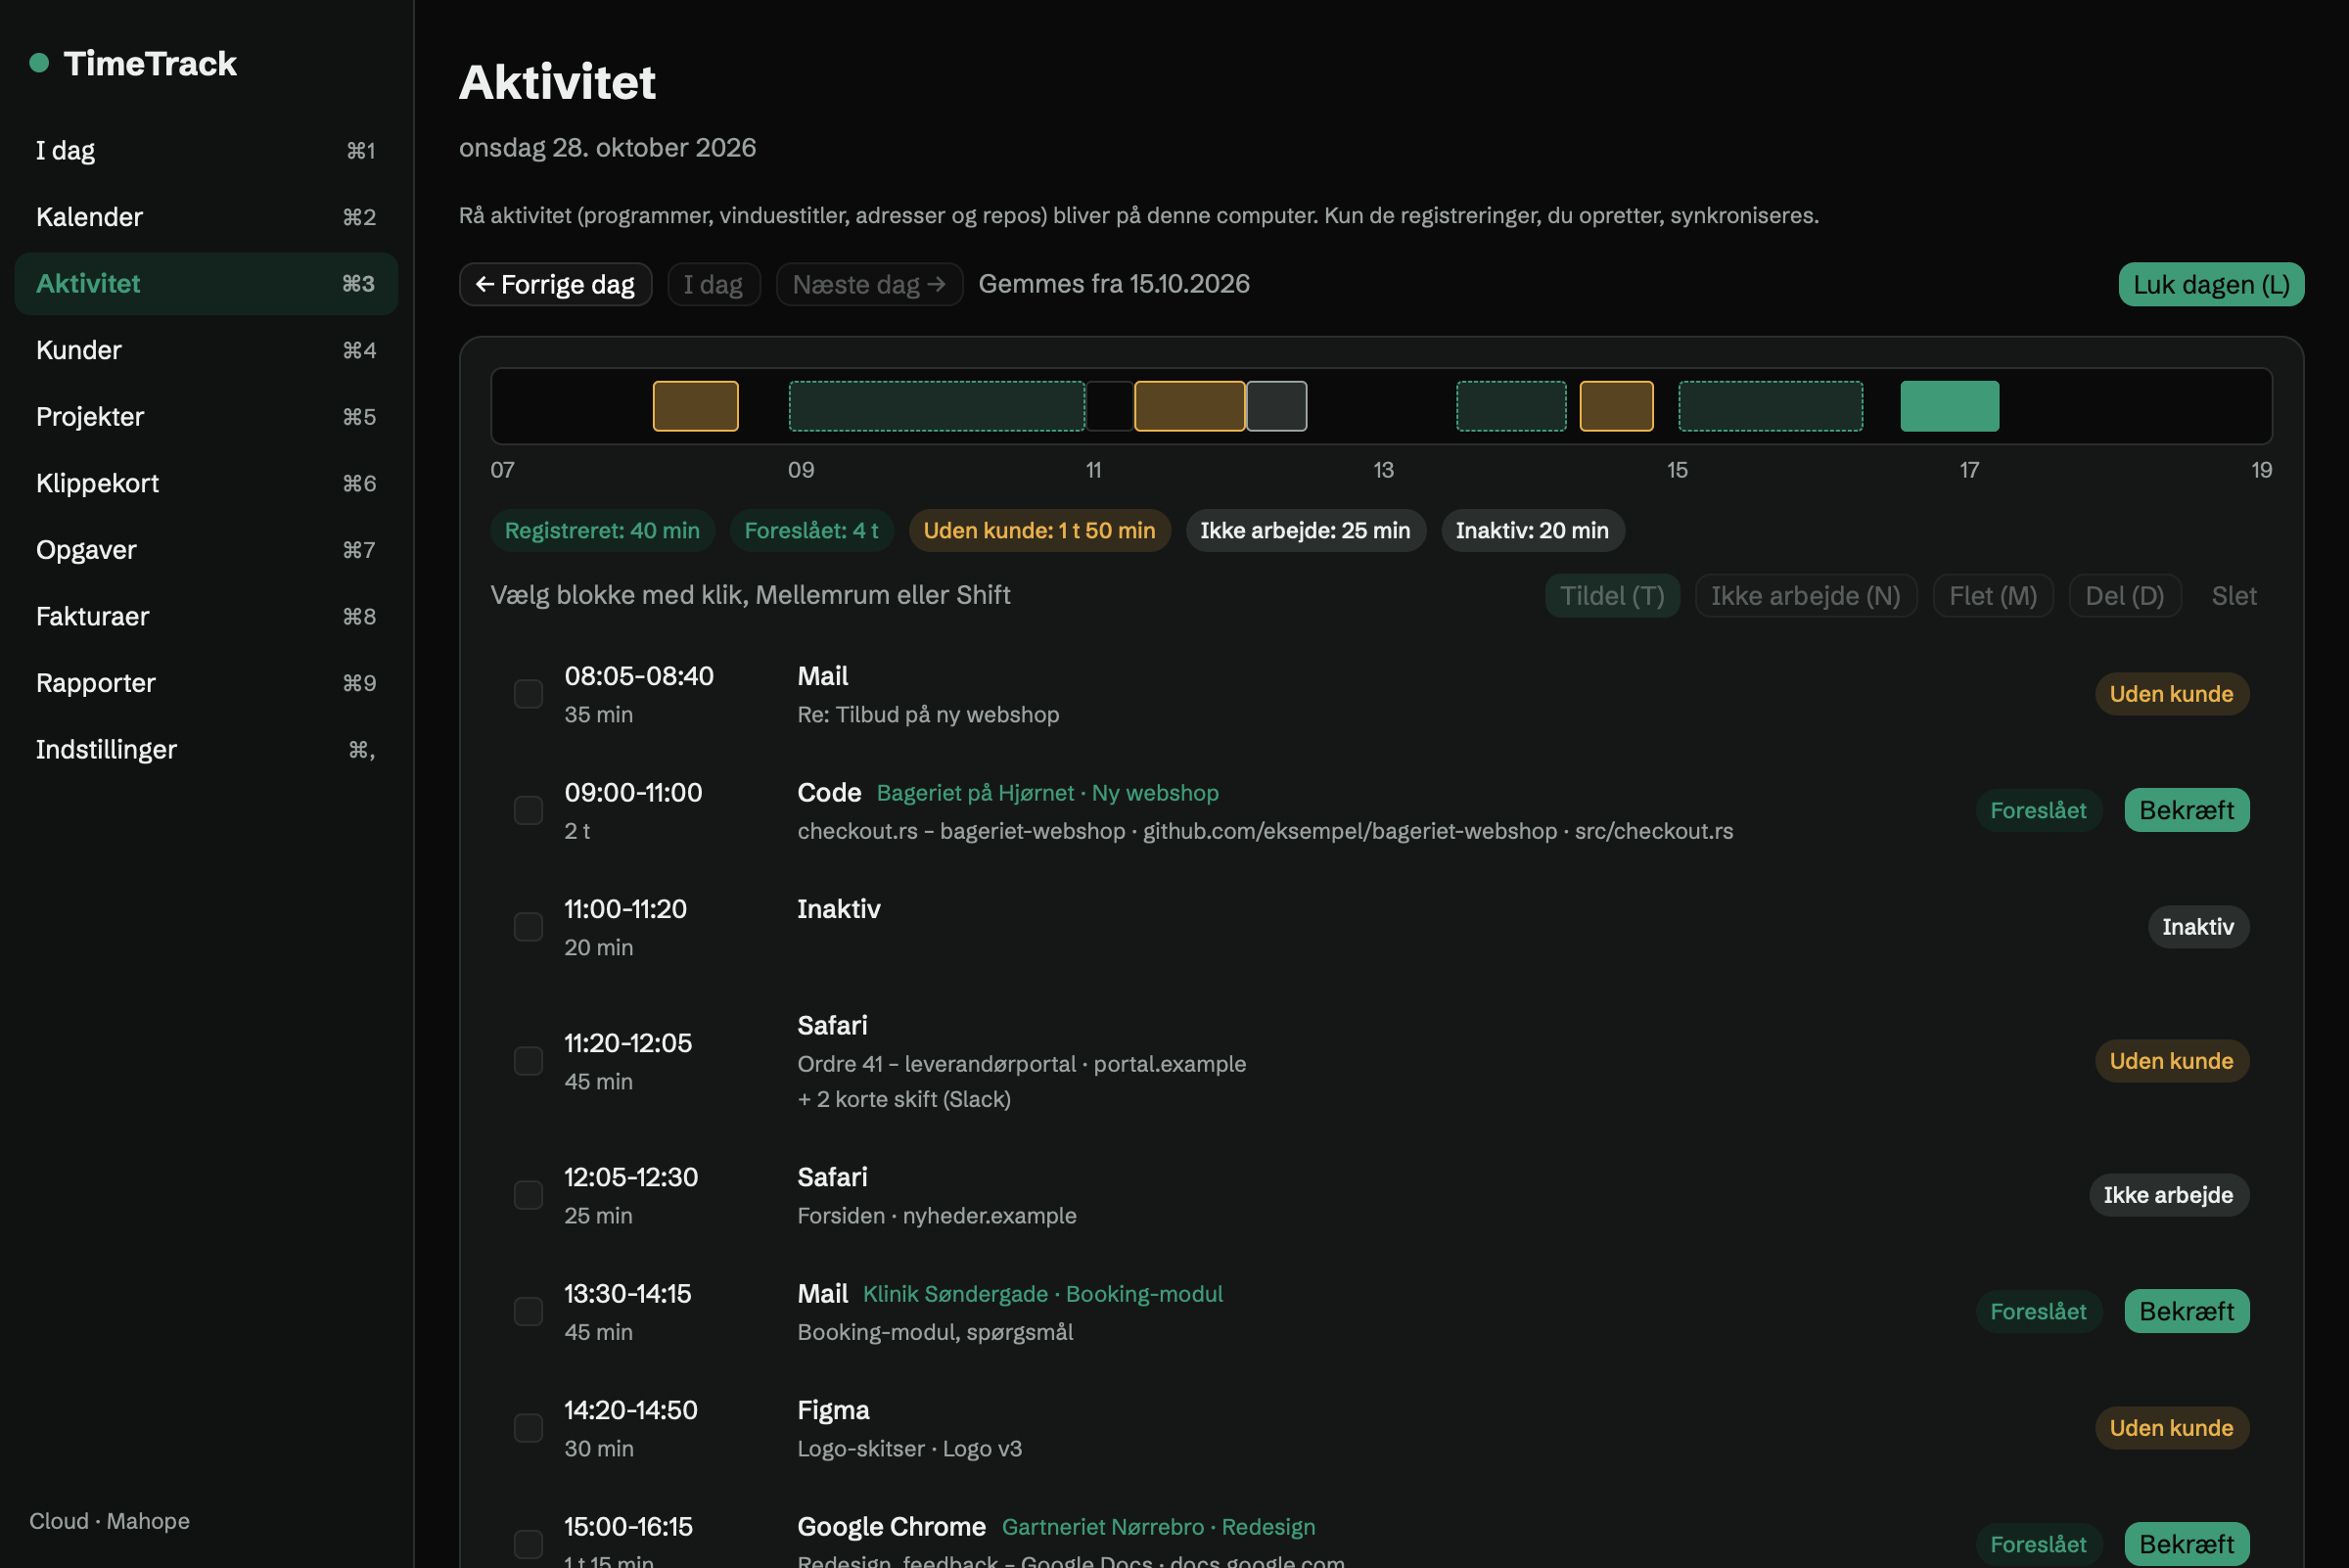 TimeTrack
I dag ⌘1
Kalender ⌘2
Aktivitet ⌘3
Kunder ⌘4
Projekter ⌘5
Klippekort ⌘6
Opgaver ⌘7
Fakturaer ⌘8
Rapporter ⌘9
Indstillinger ⌘,
Cloud · Mahope
Aktivitet
onsdag 28. oktober 2026
Rå aktivitet (programmer, vinduestitler, adresser og repos) bliver på denne computer. Kun de registreringer, du opretter, synkroniseres.
← Forrige dag I dag Næste dag → Gemmes fra 15.10.2026 Luk dagen (L)
07 09 11 13 15 17 19
Registreret: 40 min Foreslået: 4 t Uden kunde: 1 t 50 min Ikke arbejde: 25 min Inaktiv: 20 min
Vælg blokke med klik, Mellemrum eller Shift Tildel (T) Ikke arbejde (N) Flet (M) Del (D) Slet
08:05–08:40 Mail Uden kunde
35 min Re: Tilbud på ny webshop
09:00–11:00 Code Bageriet på Hjørnet · Ny webshop Foreslået Bekræft
2 t checkout.rs – bageriet-webshop · github.com/eksempel/bageriet-webshop · src/checkout.rs
11:00–11:20 Inaktiv Inaktiv
20 min
Safari
11:20–12:05 Ordre 41 – leverandørportal · portal.example Uden kunde
45 min + 2 korte skift (Slack)
12:05–12:30 Safari Ikke arbejde
25 min Forsiden · nyheder.example
13:30–14:15 Mail Klinik Søndergade · Booking-modul Foreslået Bekræft
45 min Booking-modul, spørgsmål
14:20–14:50 Figma Uden kunde
30 min Logo-skitser · Logo v3
15:00–16:15 Google Chrome Gartneriet Nørrebro · Redesign Foreslået Bekræft
1 t 15 min Redesign, feedback – Google Docs · docs.google.com